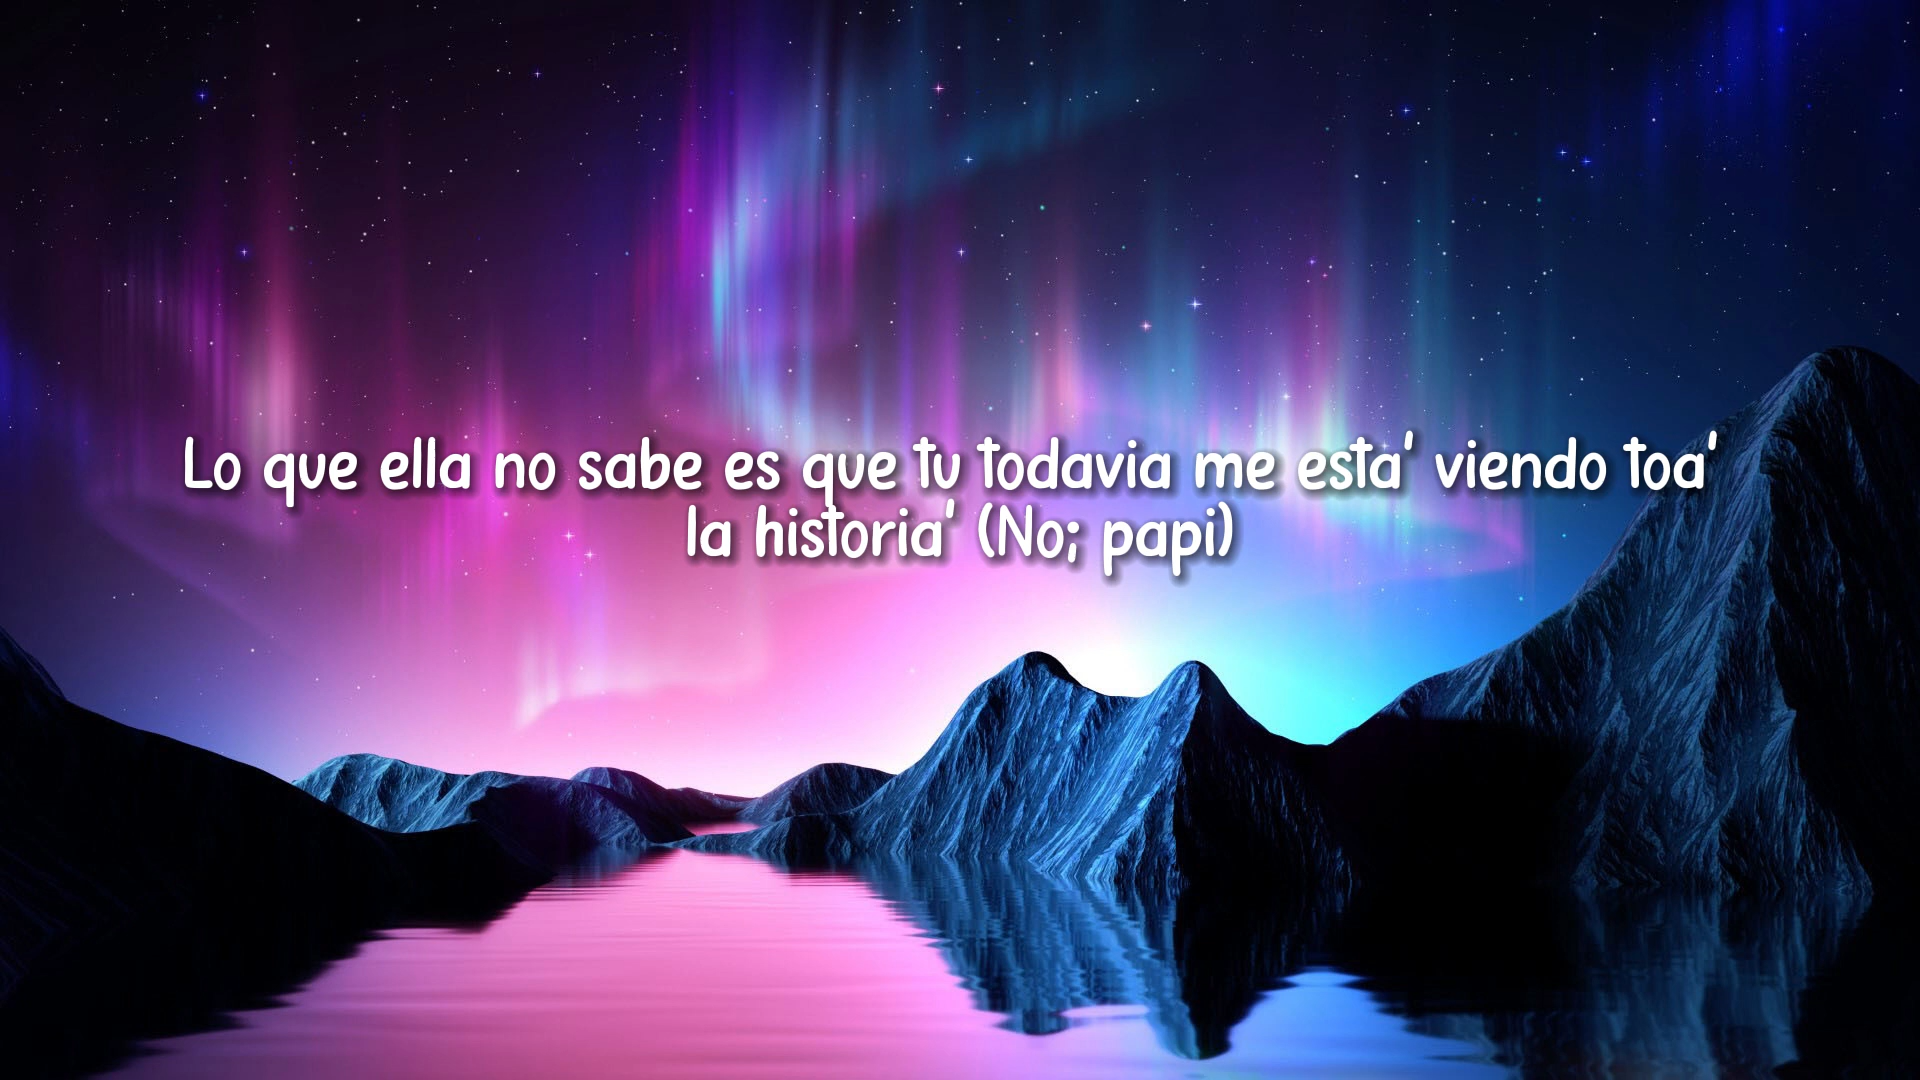 Lo que ella no sabe es que tu todavia me esta' viendo toa'
la historia' (No; papi)